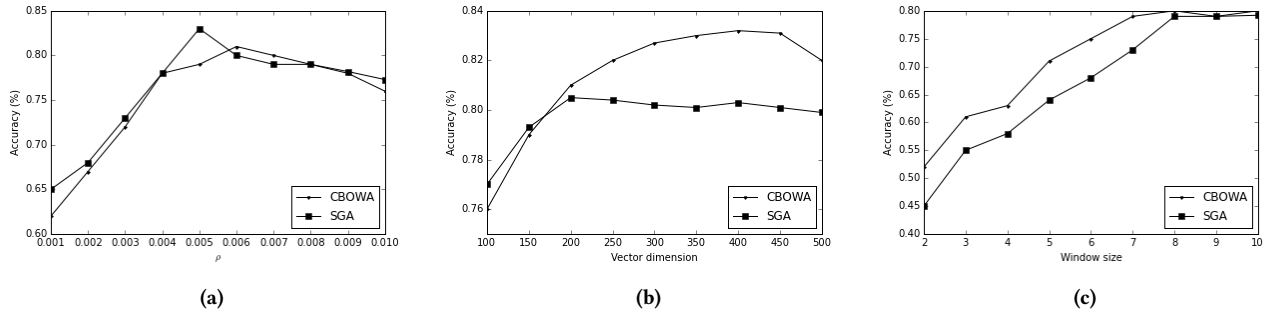 0.85
0.80
0.75
0.70
0.65
0.60
Accuracy (%)
0.001 0.002 0.003 0.004 0.005 0.006 0.007 0.008 0.009 0.010
ρ
CBOWA
SGA
(a)
0.84
0.82
0.80
0.78
0.76
Accuracy (%)
100 150 200 250 300 350 400 450 500
Vector dimension
CBOWA
SGA
(b)
0.80
0.75
0.70
0.65
0.60
0.55
0.50
0.45
0.40
Accuracy (%)
2 3 4 5 6 7 8 9 10
Window size
CBOWA
SGA
(c)